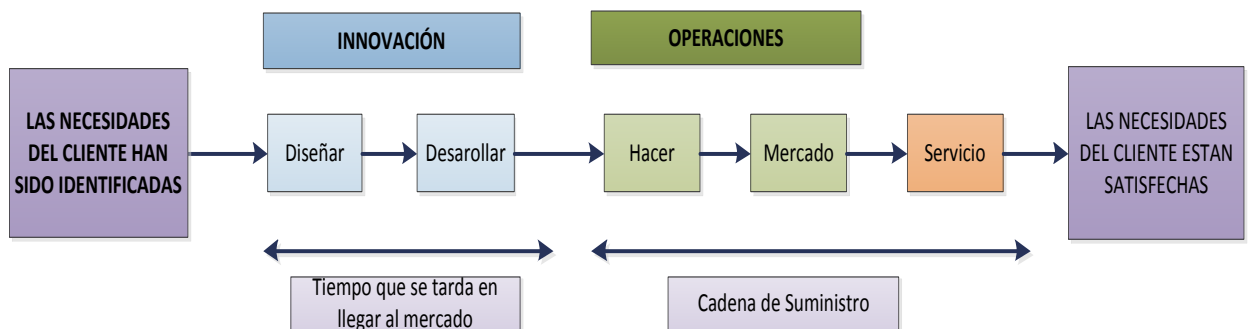 INNOVACIÓN
OPERACIONES
LAS NECESIDADES
DEL CLIENTE HAN
SIDO IDENTIFICADAS
Diseñar
Desarollar
Hacer
Mercado
Servicio
LAS NECESIDADES
DEL CLIENTE ESTAN
SATISFECHAS
Tiempo que se tarda en
llegar al mercado
Cadena de Suministro